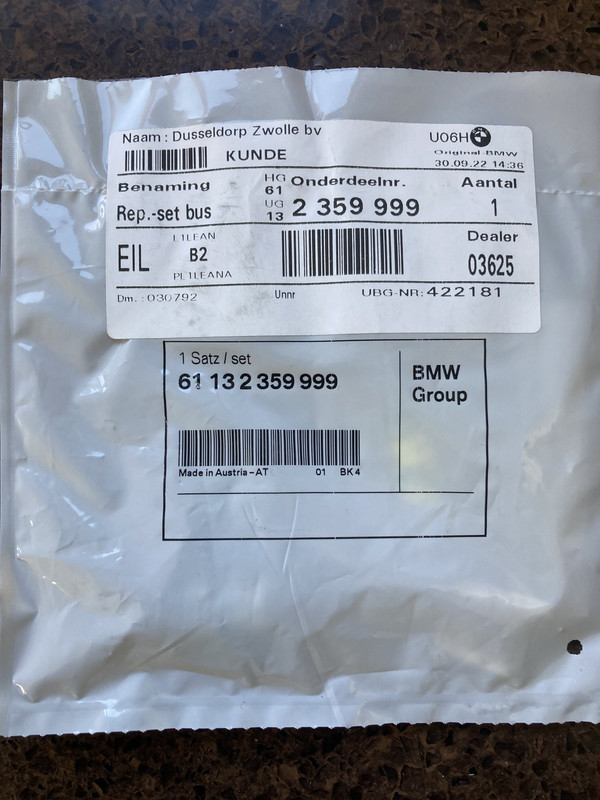 Naam : Dusseldorp Zwolle bv
U06H
KUNDE
Original BMW
30.09.22 14:36
Benaming
HG 61
Onderdeelnr.
Aantal
Rep.-set bus
UG 13
2 359 999
1
Dealer
EIL
B2
03625
Dm. : 030792
Unnr
UBG-NR: 422181
1 Satz / set
61 13 2 359 999
BMW
Group
Made in Austria - AT
01
BK 4